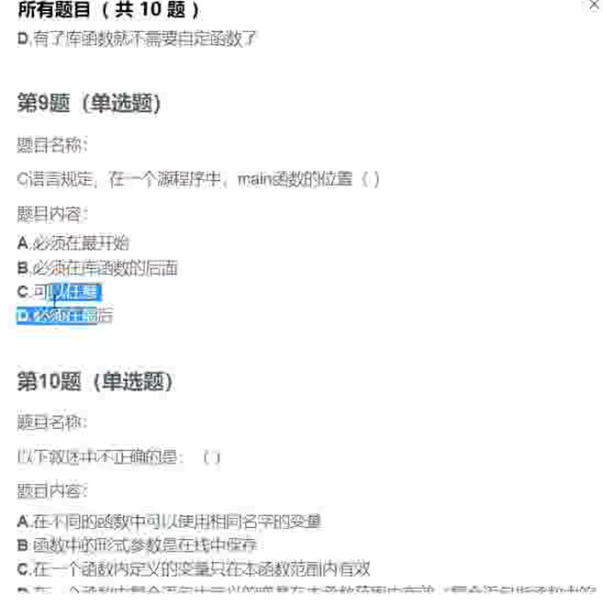 所有题目（共 10 题 ）
D.有了库函数就不需要自定函数了
第9题（单选题）
题目名称：
C语言规定，在一个源程序中，main函数的位置（ ）
题目内容：
A.必须在最开始
B.必须在库函数的后面
C.可以任意
D.必须在最后
第10题（单选题）
题目名称：
以下叙述中不正确的是： （ ）
题目内容：
A.在不同的函数中可以使用相同名字的变量
B 函数中的形式参数是在栈中保存
C.在一个函数内定义的变量只在本函数范围内有效